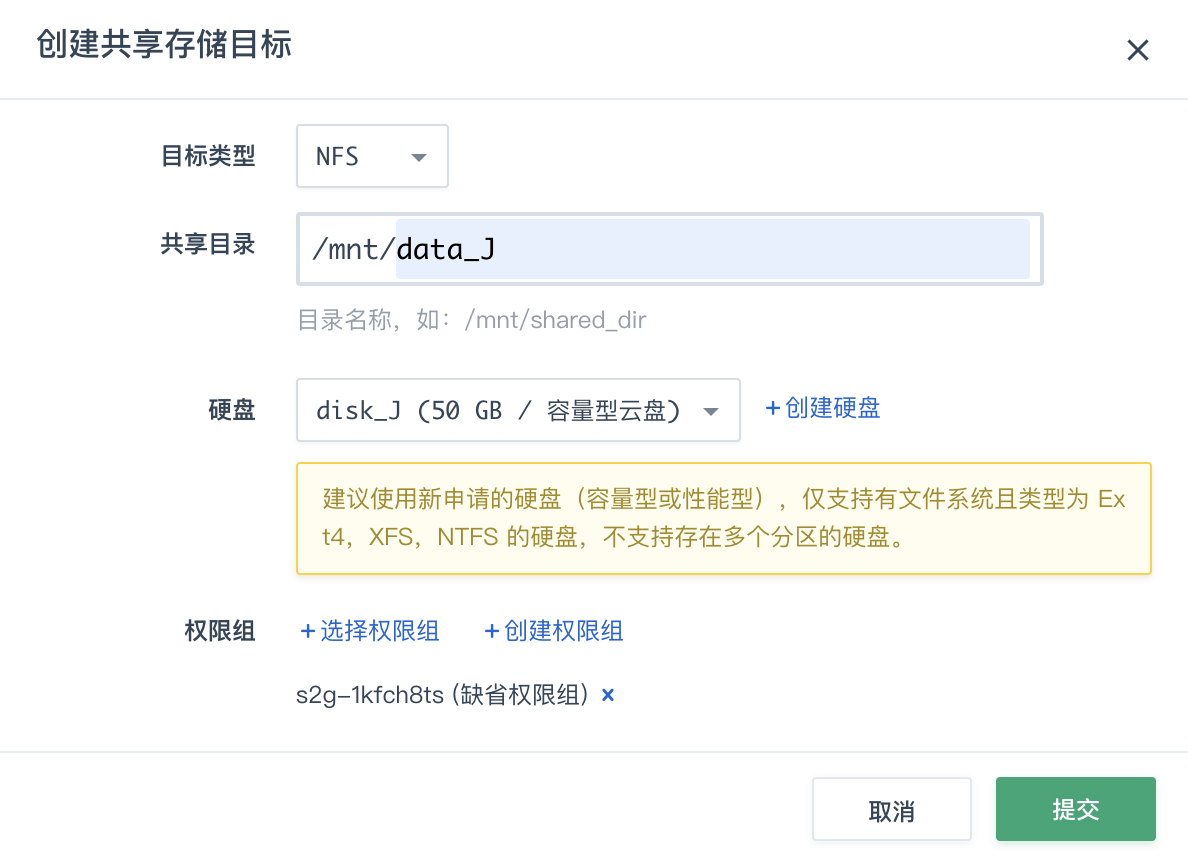 创建共享存储目标
目标类型 NFS
共享目录 /mnt/data_J
目录名称，如：/mnt/shared_dir
硬盘 disk_J (50 GB / 容量型云盘) +创建硬盘
建议使用新申请的硬盘（容量型或性能型），仅支持有文件系统且类型为 Ex
t4，XFS，NTFS 的硬盘，不支持存在多个分区的硬盘。
权限组 +选择权限组 +创建权限组
s2g-1kfch8ts (缺省权限组) ×
取消 提交